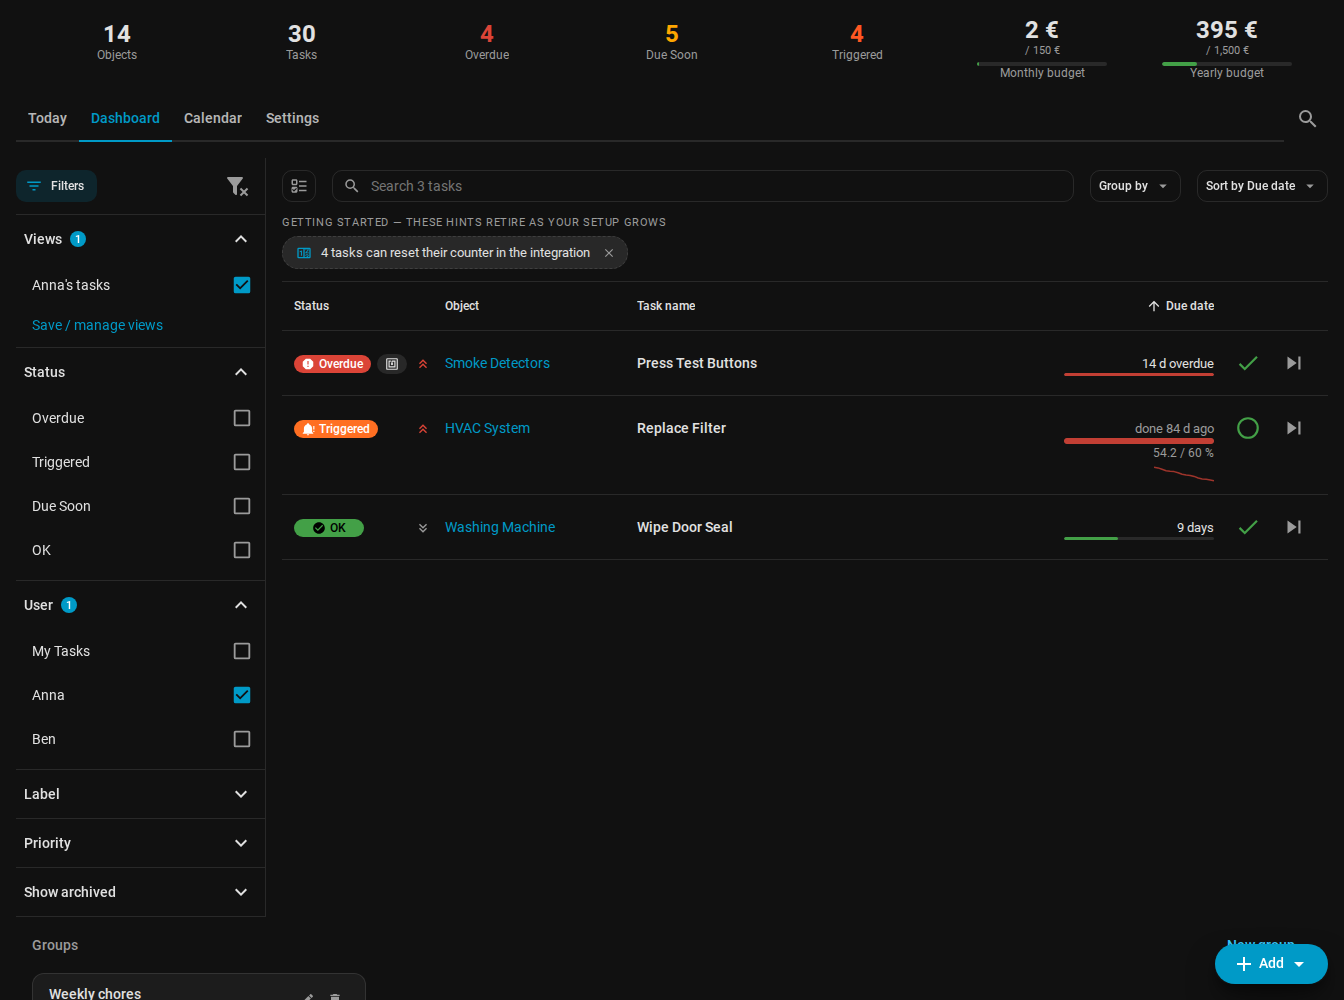 14
Objects
30
Tasks
4
Overdue
5
Due Soon
4
Triggered
2 €
/ 150 €
Monthly budget
395 €
/ 1,500 €
Yearly budget
Today Dashboard Calendar Settings
Filters
Views 1
Anna's tasks
Save / manage views
Status
Overdue
Triggered
Due Soon
OK
User 1
My Tasks
Anna
Ben
Label
Priority
Show archived
Search 3 tasks
Group by
Sort by Due date
GETTING STARTED — THESE HINTS RETIRE AS YOUR SETUP GROWS
4 tasks can reset their counter in the integration
Status Object Task name Due date
Overdue Smoke Detectors Press Test Buttons 14 d overdue
Triggered HVAC System Replace Filter done 84 d ago
54.2 / 60 %
OK Washing Machine Wipe Door Seal 9 days
Groups
New group
Add
Weekly chores